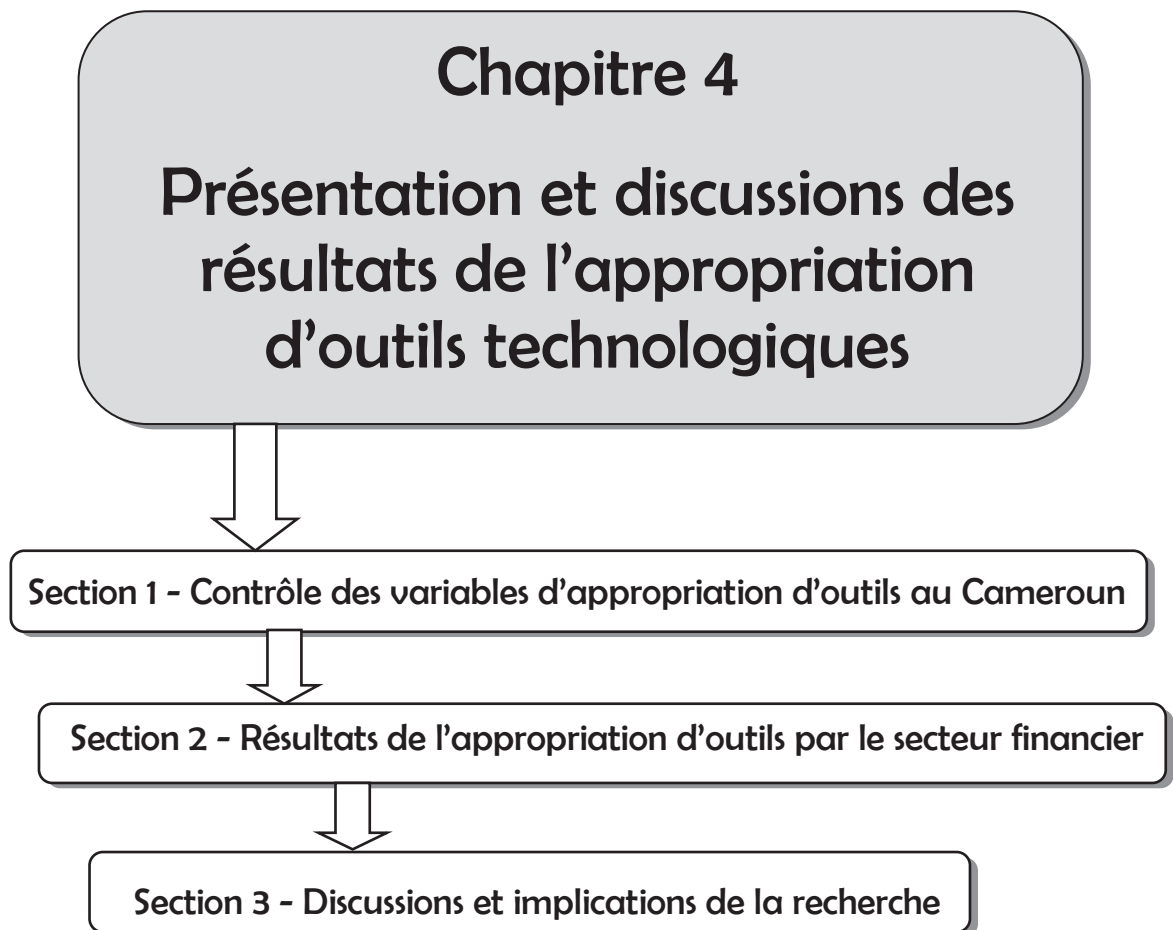 Chapitre 4
Présentation et discussions des
résultats de l’appropriation
d’outils technologiques
Section 1 - Contrôle des variables d’appropriation d’outils au Cameroun
Section 2 - Résultats de l’appropriation d’outils par le secteur financier
Section 3 - Discussions et implications de la recherche